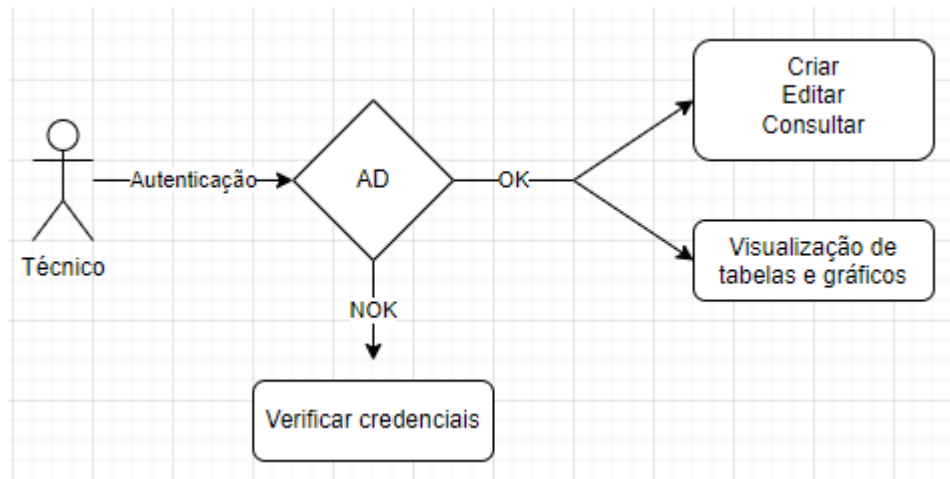 Técnico
Autenticação
AD
OK
Criar
Editar
Consultar
Visualização de
tabelas e gráficos
NOK
Verificar credenciais